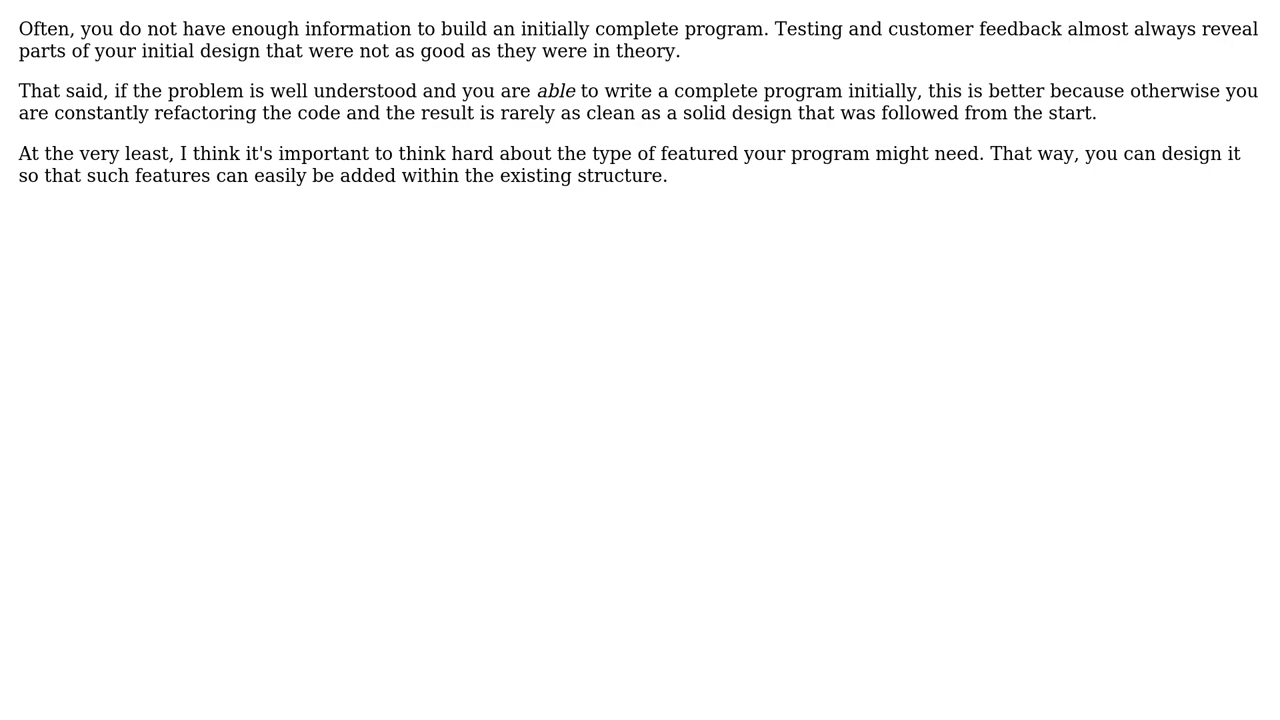 Often, you do not have enough information to build an initially complete program. Testing and customer feedback almost always reveal
parts of your initial design that were not as good as they were in theory.
That said, if the problem is well understood and you are able to write a complete program initially, this is better because otherwise you
are constantly refactoring the code and the result is rarely as clean as a solid design that was followed from the start.
At the very least, I think it's important to think hard about the type of featured your program might need. That way, you can design it
so that such features can easily be added within the existing structure.